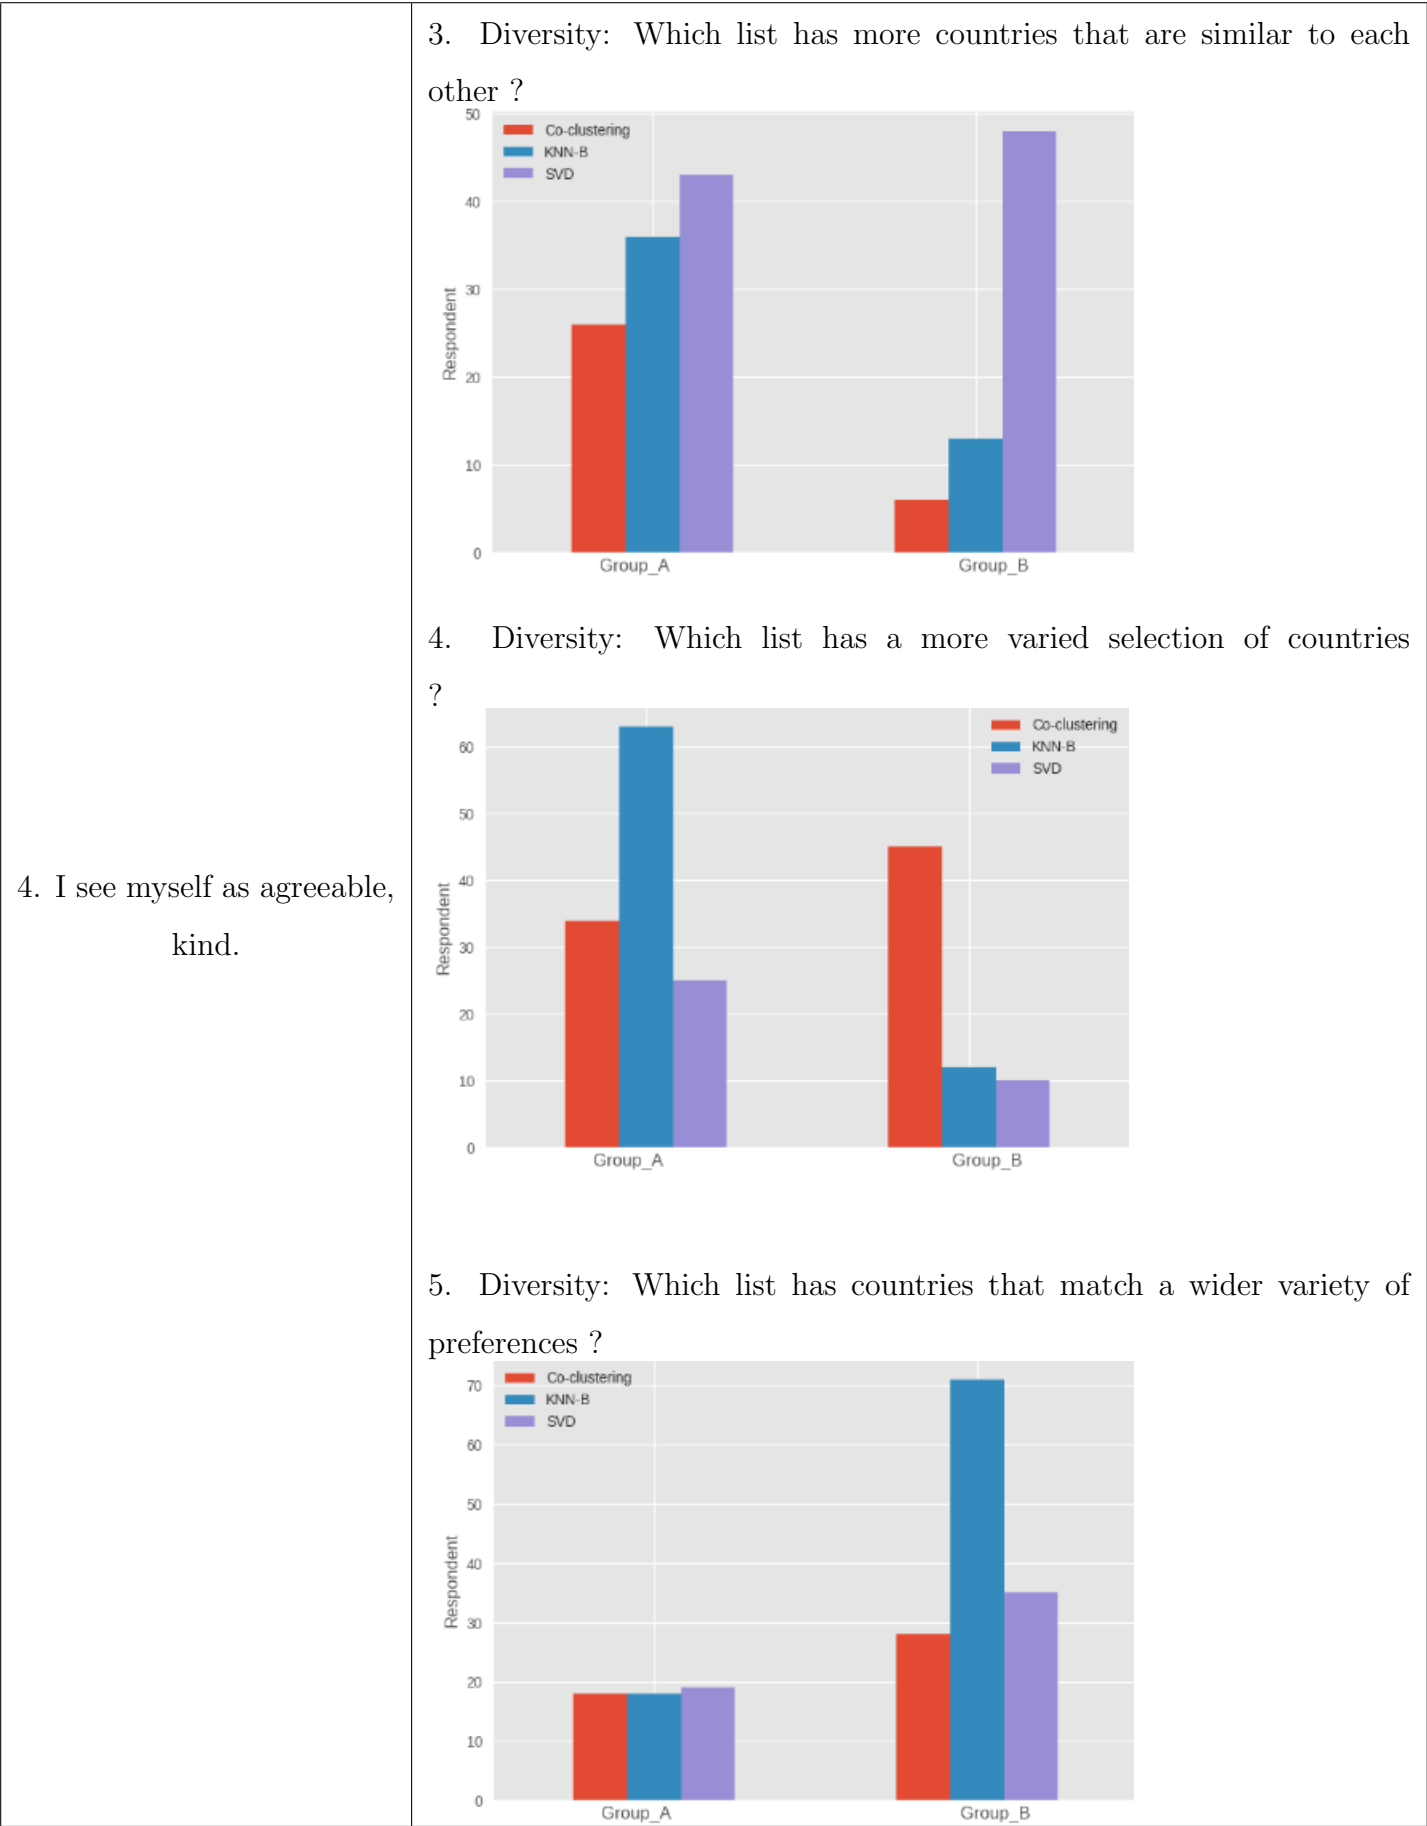 4. I see myself as agreeable,
kind.
3. Diversity: Which list has more countries that are similar to each
other ?
50
40
30
20
10
0
Respondent
Co-clustering
KNN-B
SVD
Group_A
Group_B
4. Diversity: Which list has a more varied selection of countries
?
60
50
40
30
20
10
0
Respondent
Co-clustering
KNN-B
SVD
Group_A
Group_B
5. Diversity: Which list has countries that match a wider variety of
preferences ?
70
60
50
40
30
20
10
0
Respondent
Co-clustering
KNN-B
SVD
Group_A
Group_B